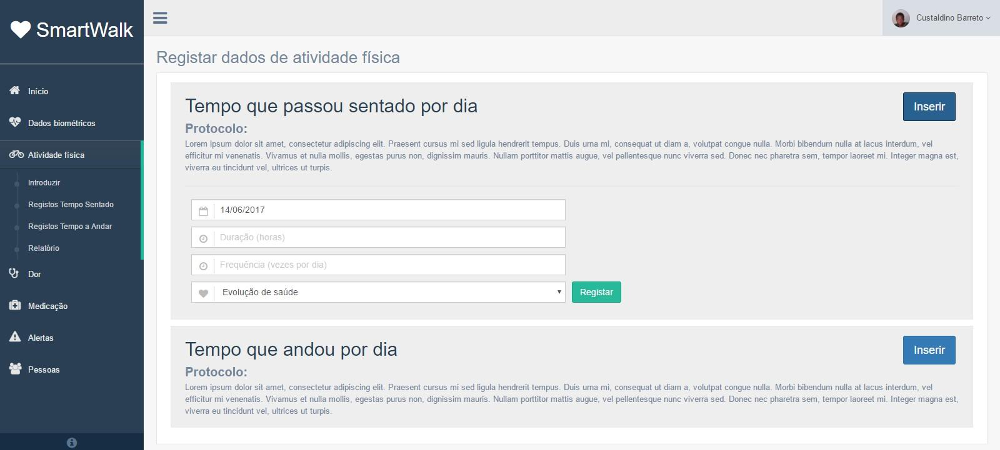 SmartWalk
Custaldino Barreto
Início
Dados biométricos
Atividade física
Introduzir
Registos Tempo Sentado
Registos Tempo a Andar
Relatório
Dor
Medicação
Alertas
Pessoas
Registar dados de atividade física
Tempo que passou sentado por dia
Inserir
Protocolo:
Lorem ipsum dolor sit amet, consectetur adipiscing elit. Praesent cursus mi sed ligula hendrerit tempus. Duis urna mi, consequat ut diam a, volutpat congue nulla. Morbi bibendum nulla at lacus interdum, vel
efficitur mi venenatis. Vivamus et nulla mollis, egestas purus non, dignissim mauris. Nullam porttitor mattis augue, vel pellentesque nunc viverra sed. Donec nec pharetra sem, tempor laoreet mi. Integer magna est,
viverra eu tincidunt vel, ultrices ut turpis.
14/06/2017
Duração (horas)
Frequência (vezes por dia)
Evolução de saúde
Registar
Tempo que andou por dia
Inserir
Protocolo:
Lorem ipsum dolor sit amet, consectetur adipiscing elit. Praesent cursus mi sed ligula hendrerit tempus. Duis urna mi, consequat ut diam a, volutpat congue nulla. Morbi bibendum nulla at lacus interdum, vel
efficitur mi venenatis. Vivamus et nulla mollis, egestas purus non, dignissim mauris. Nullam porttitor mattis augue, vel pellentesque nunc viverra sed. Donec nec pharetra sem, tempor laoreet mi. Integer magna est,
viverra eu tincidunt vel, ultrices ut turpis.